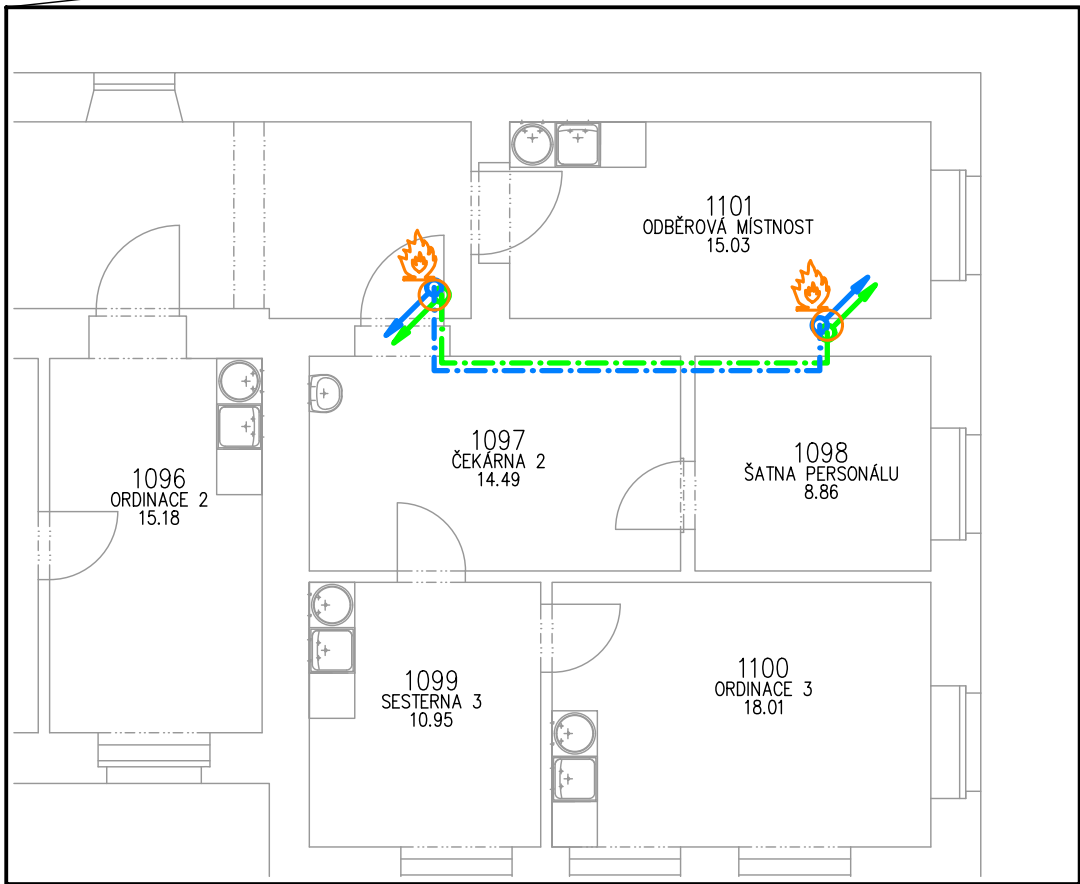 1101
ODBĚROVÁ MÍSTNOST
15.03
1097
ČEKÁRNA 2
14.49
1098
ŠATNA PERSONÁLU
8.86
1096
ORDINACE 2
15.18
1099
SESTERNA 3
10.95
1100
ORDINACE 3
18.01